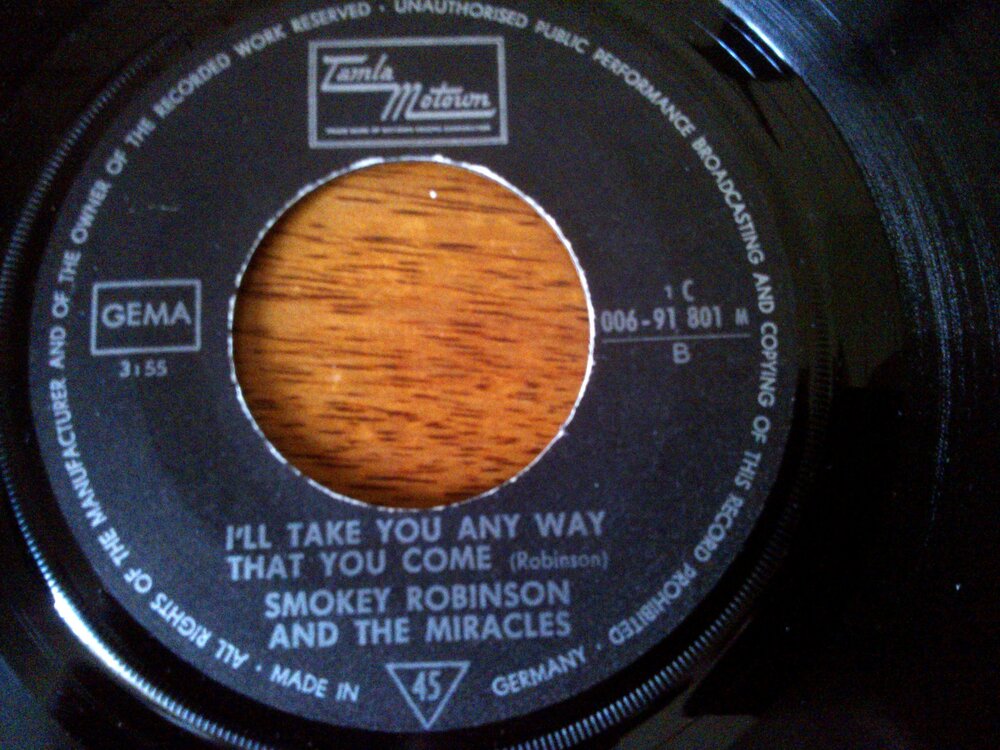 ALL RIGHTS OF THE MANUFACTURER AND OF THE OWNER OF THE RECORDED WORK RESERVED · UNAUTHORISED PUBLIC PERFORMANCE BROADCASTING AND COPYING OF THIS RECORD PROHIBITED ·
Tamla
Motown
GEMA
3:55
1 C
006-91 801 M
B
I'LL TAKE YOU ANY WAY
THAT YOU COME (Robinson)
SMOKEY ROBINSON
AND THE MIRACLES
MADE IN 45 GERMANY